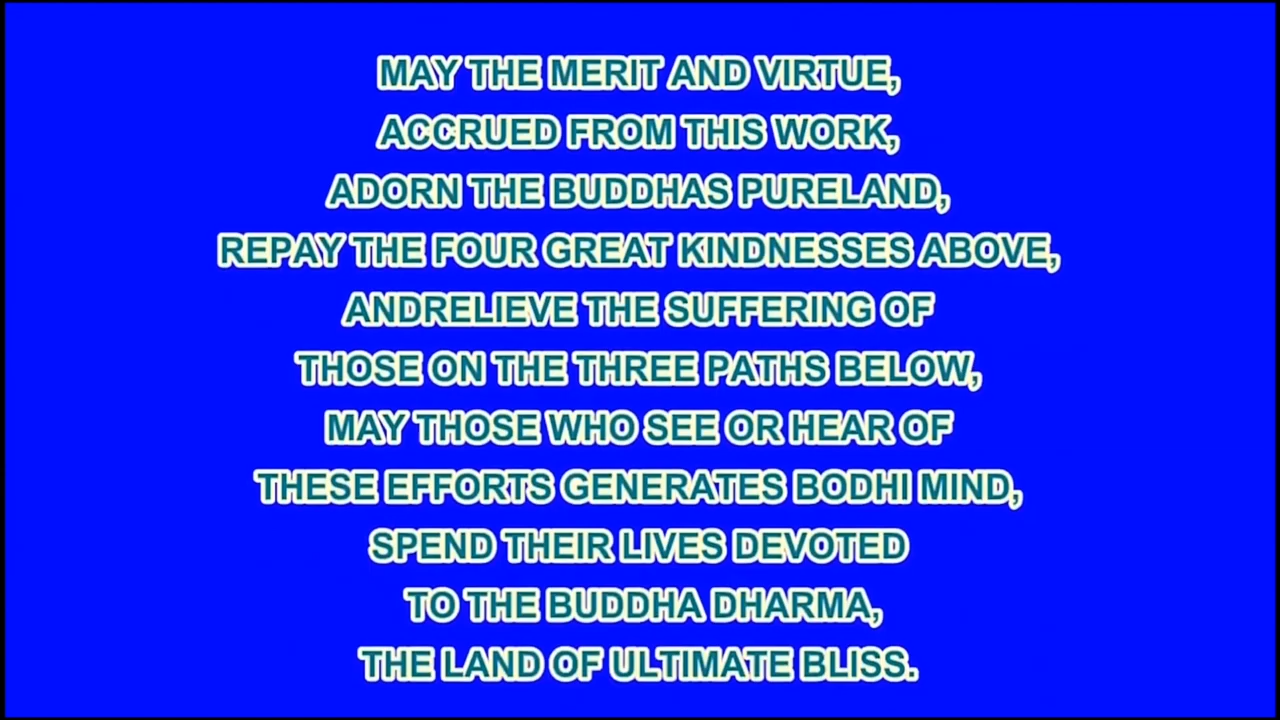 MAY THE MERIT AND VIRTUE,
ACCRUED FROM THIS WORK,
ADORN THE BUDDHAS PURELAND,
REPAY THE FOUR GREAT KINDNESSES ABOVE,
ANDRELIEVE THE SUFFERING OF
THOSE ON THE THREE PATHS BELOW,
MAY THOSE WHO SEE OR HEAR OF
THESE EFFORTS GENERATES BODHI MIND,
SPEND THEIR LIVES DEVOTED
TO THE BUDDHA DHARMA,
THE LAND OF ULTIMATE BLISS.